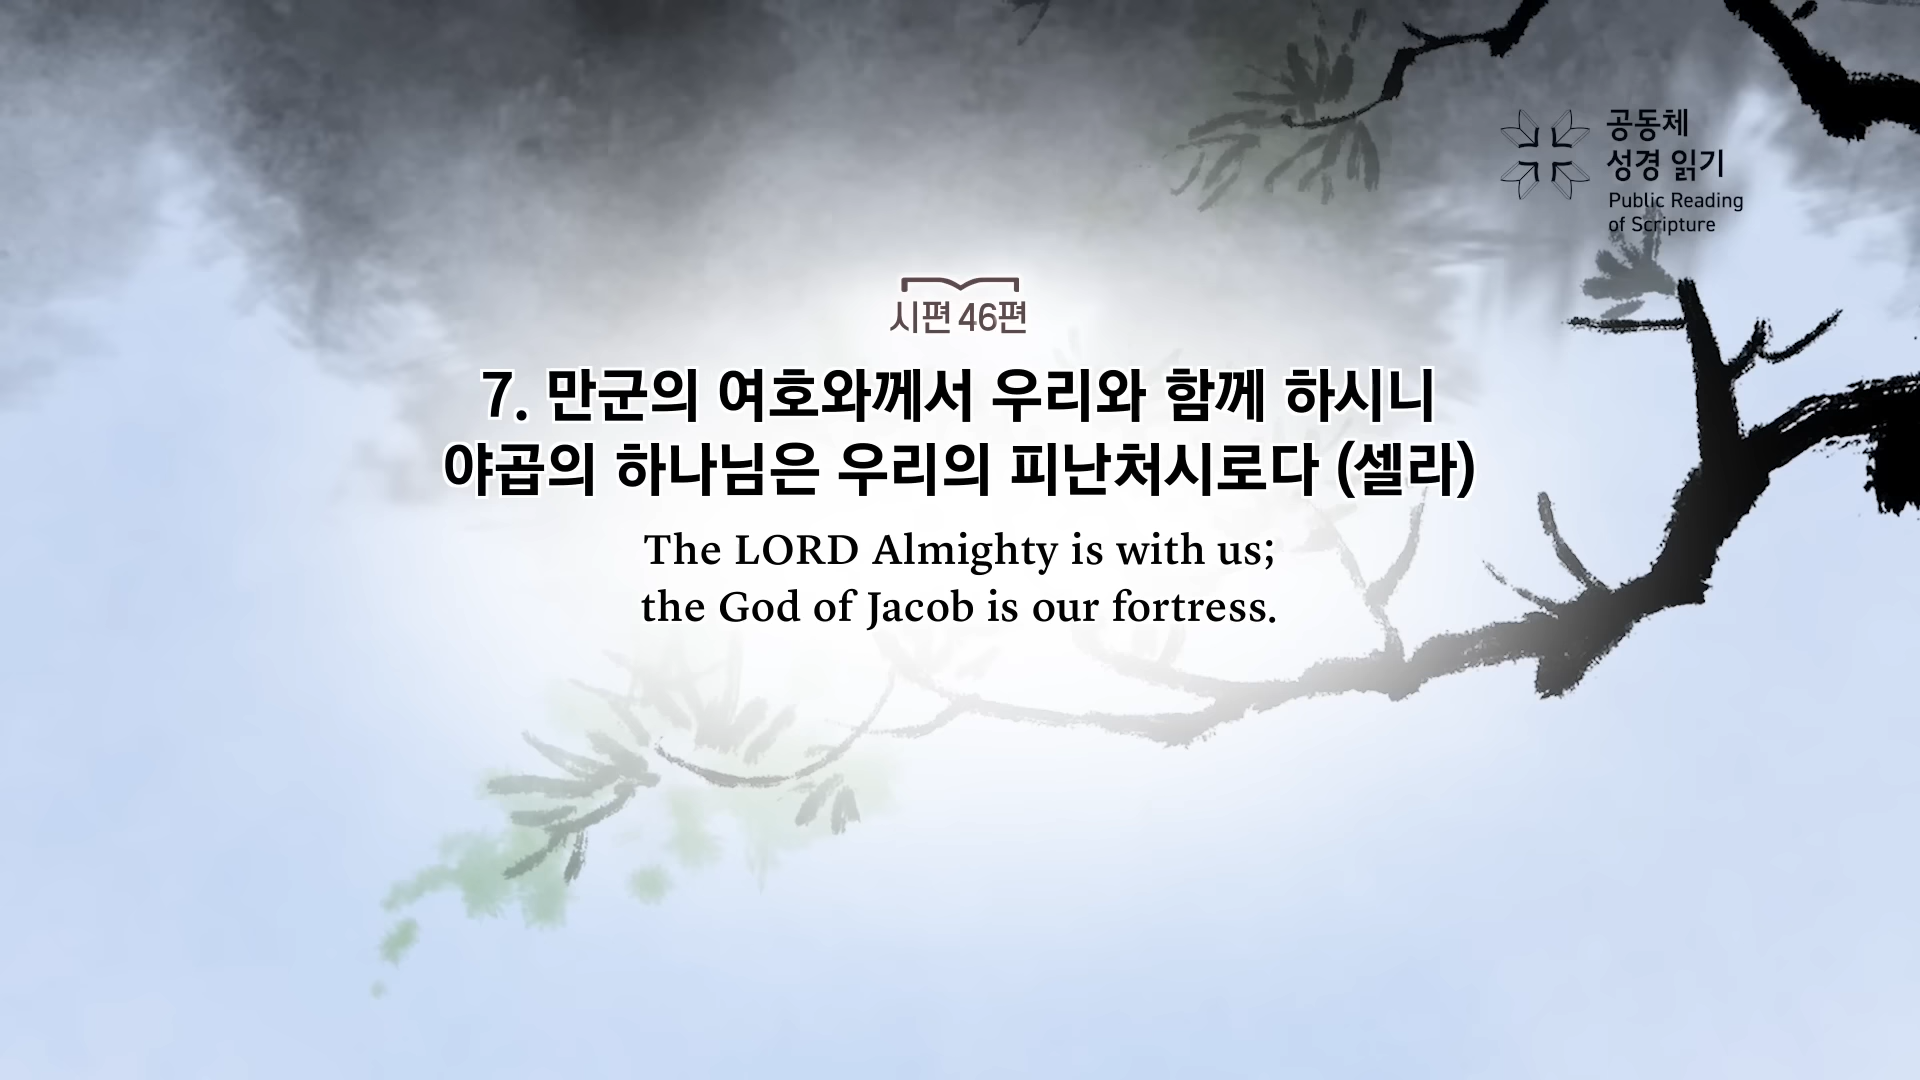 공동체
성경 읽기
Public Reading
of Scripture
시편 46편
7. 만군의 여호와께서 우리와 함께 하시니
야곱의 하나님은 우리의 피난처시로다 (셀라)
The LORD Almighty is with us;
the God of Jacob is our fortress.